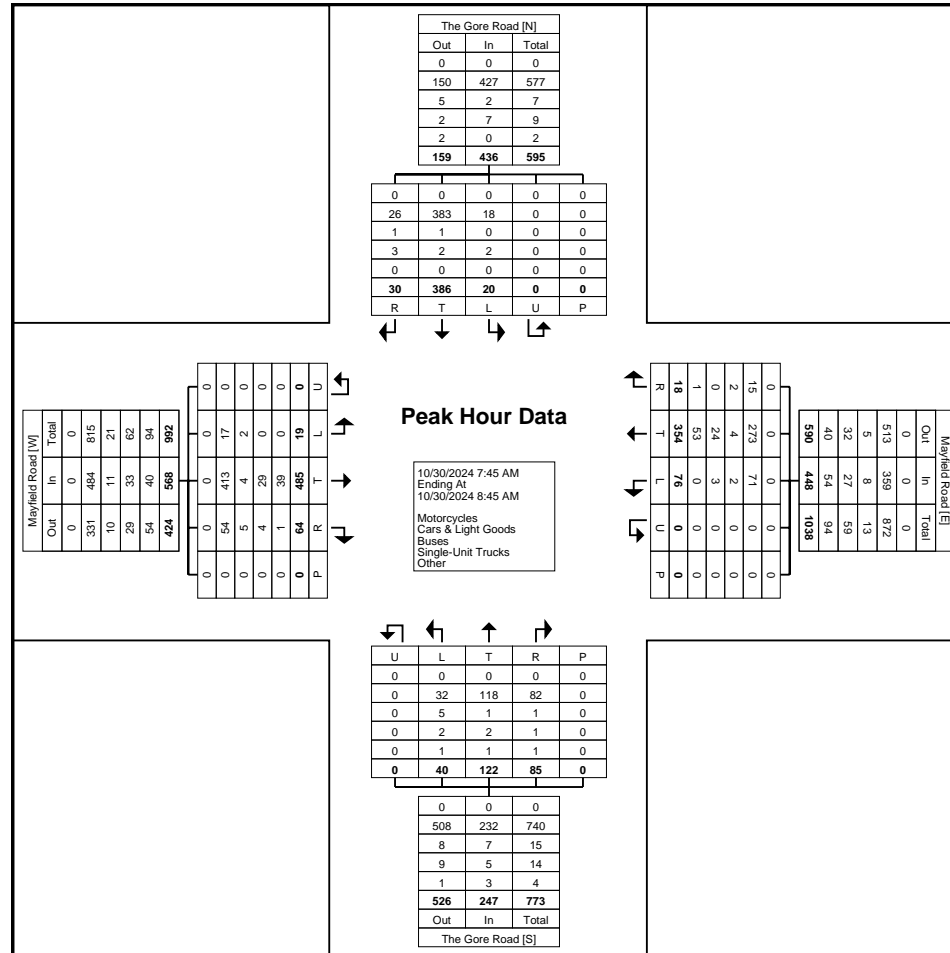 The Gore Road [N]
Out In Total
0 0 0
150 427 577
5 2 7
2 7 9
2 0 2
159 436 595
0 0 0 0 0
26 383 18 0 0
1 1 0 0 0
3 2 2 0 0
0 0 0 0 0
30 386 20 0 0
R T L U P
Mayfield Road [W]
Total 0 815 21 62 94 992
In 0 484 11 33 40 568
Out 0 331 10 29 54 424
0 0 0 0 0 0 U
0 17 2 0 0 19 L
0 413 4 29 39 485 T
0 54 5 4 1 64 R
0 0 0 0 0 0 P
Peak Hour Data
10/30/2024 7:45 AM
Ending At
10/30/2024 8:45 AM
Motorcycles
Cars & Light Goods
Buses
Single-Unit Trucks
Other
R 18 1 0 2 15 0
T 354 53 24 4 273 0
L 76 0 3 2 71 0
U 0 0 0 0 0 0
P 0 0 0 0 0 0
Mayfield Road [E]
Out In Total
0 0 0
513 359 872
5 8 13
32 27 59
40 54 94
590 448 1038
U L T R P
0 0 0 0 0
0 32 118 82 0
0 5 1 1 0
0 2 2 1 0
0 1 1 1 0
0 40 122 85 0
0 0 0
508 232 740
8 7 15
9 5 14
1 3 4
526 247 773
Out In Total
The Gore Road [S]